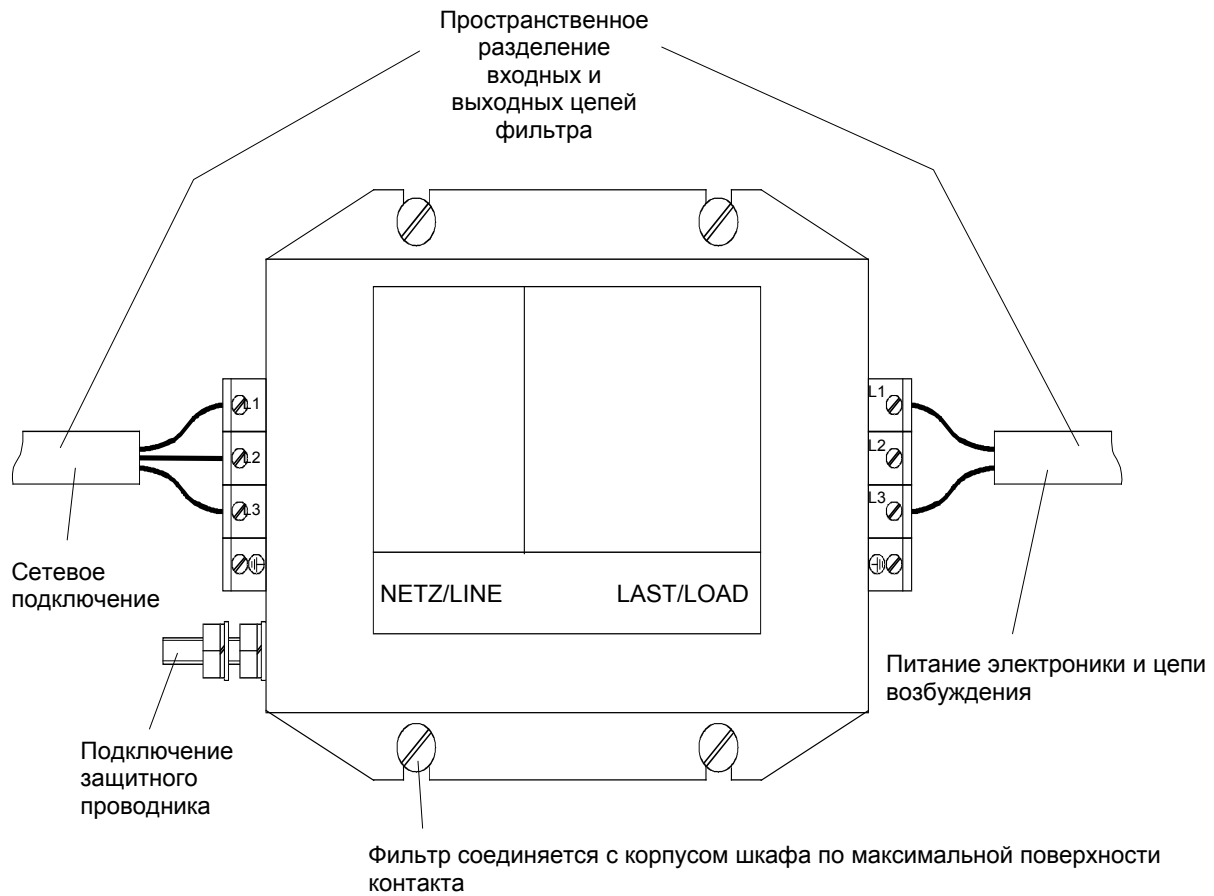 Пространственное
разделение
входных и
выходных цепей
фильтра
L1
L2
L3
L1
L2
L3
Сетевое
подключение
NETZ/LINE
LAST/LOAD
Питание электроники и цепи
возбуждения
Подключение
защитного
проводника
Фильтр соединяется с корпусом шкафа по максимальной поверхности
контакта